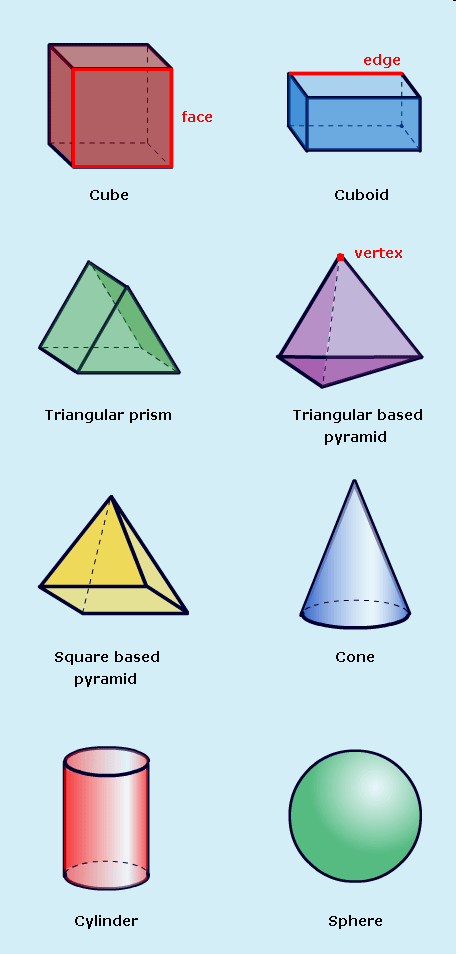 edge
face
Cube
Cuboid
vertex
Triangular prism
Triangular based
pyramid
Square based
pyramid
Cone
Cylinder
Sphere